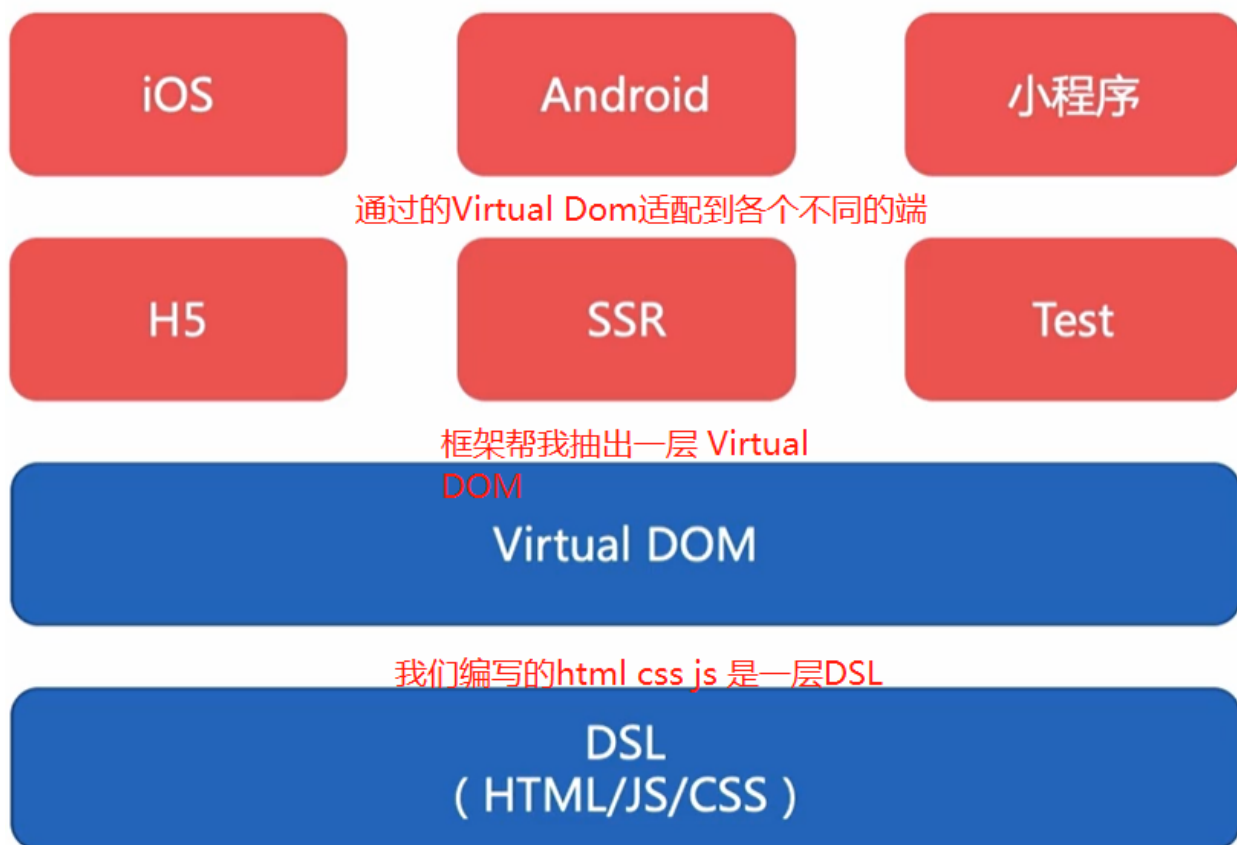 iOS
Android
小程序
通过的Virtual Dom适配到各个不同的端
H5
SSR
Test
框架帮我抽出一层 Virtual
DOM
Virtual DOM
我们编写的html css js 是一层DSL
DSL
( HTML/JS/CSS )